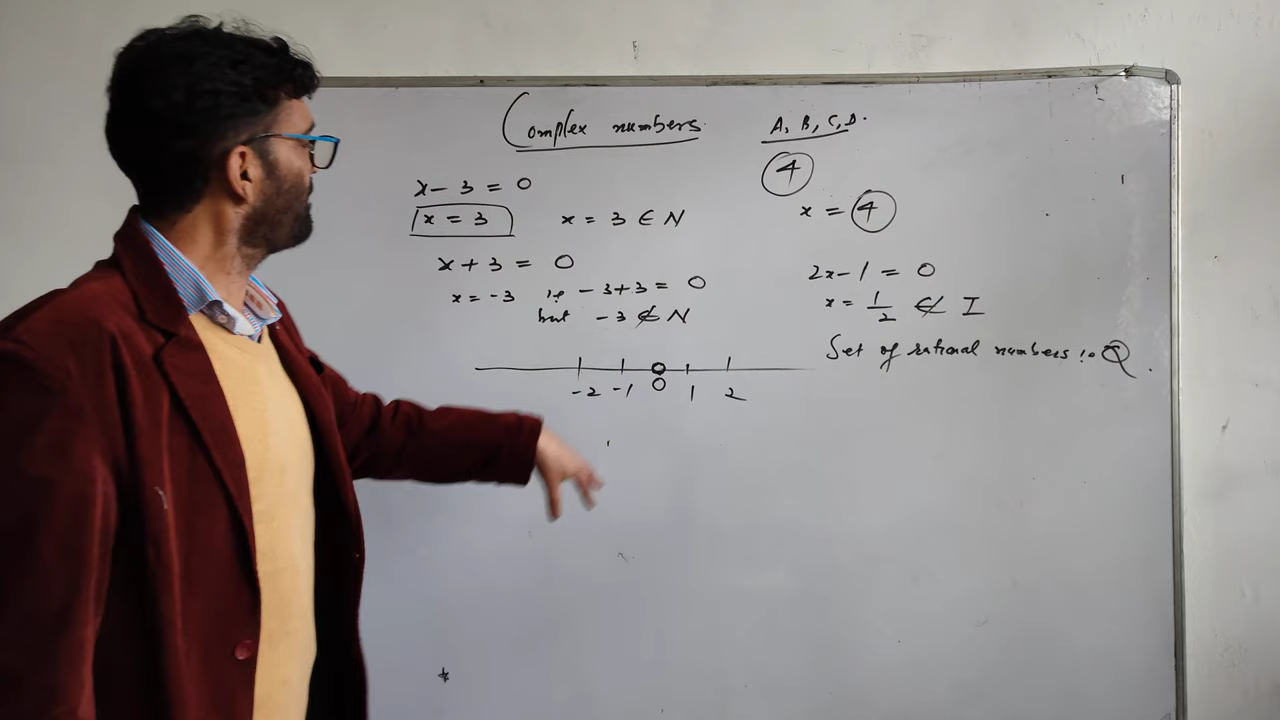 Complex numbers.
A, B, C, D.
4
x = 4
x - 3 = 0
x = 3
x = 3 ∈ N
x + 3 = 0
x = -3 ie -3+3 = 0
but -3 ∉ N
-2 -1 0 1 2
2x-1 = 0
x = 1/2 ∉ I
Set of rational numbers :- Q.